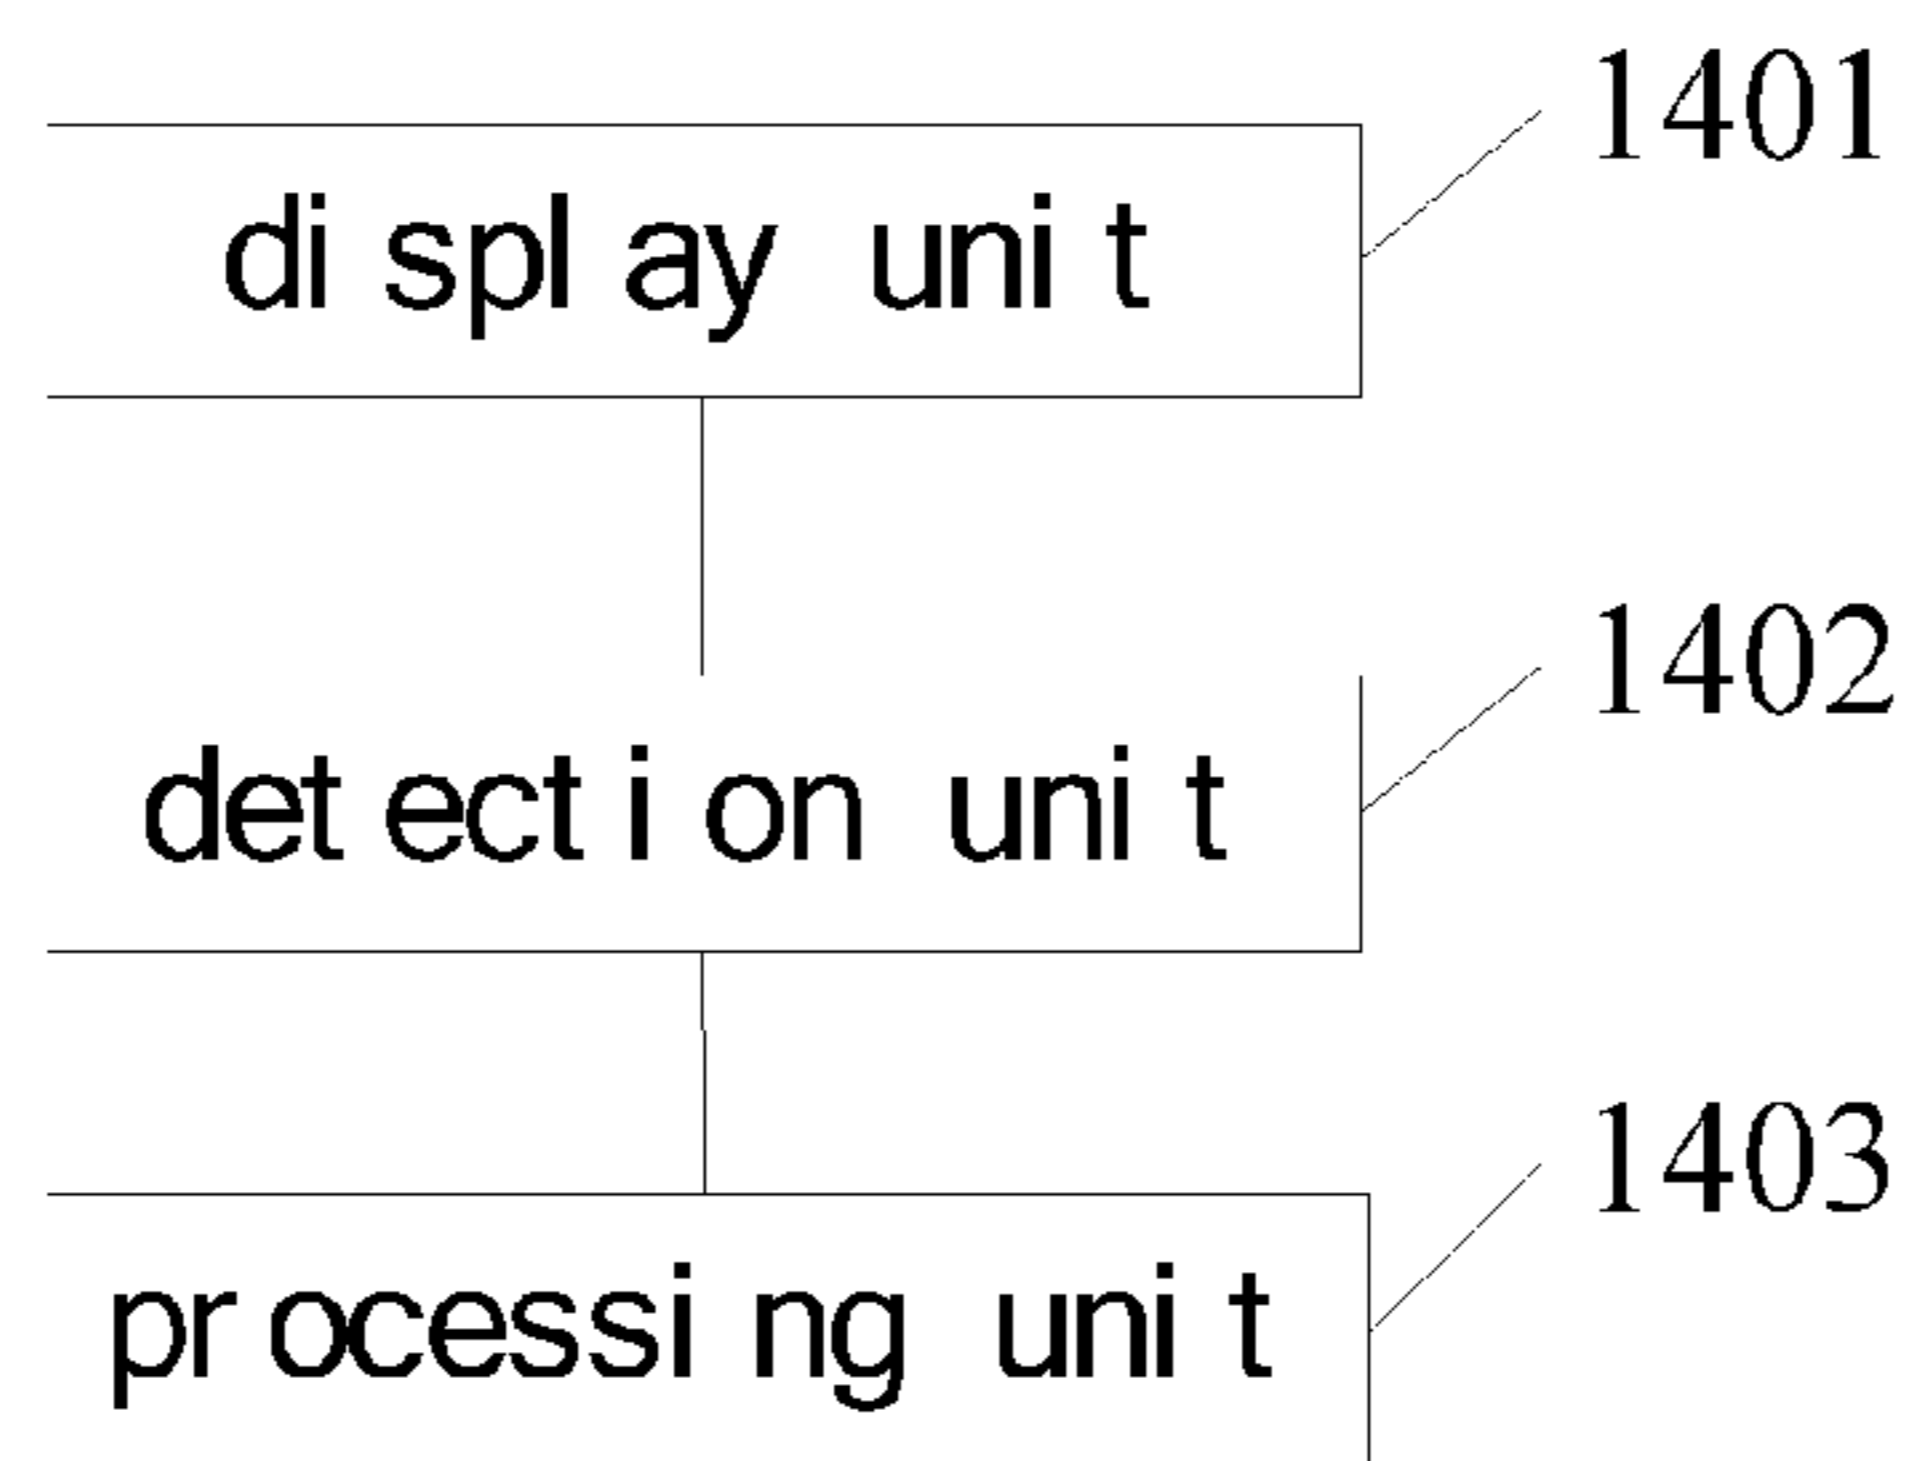 1401
display unit
1402
detection unit
1403
processing unit